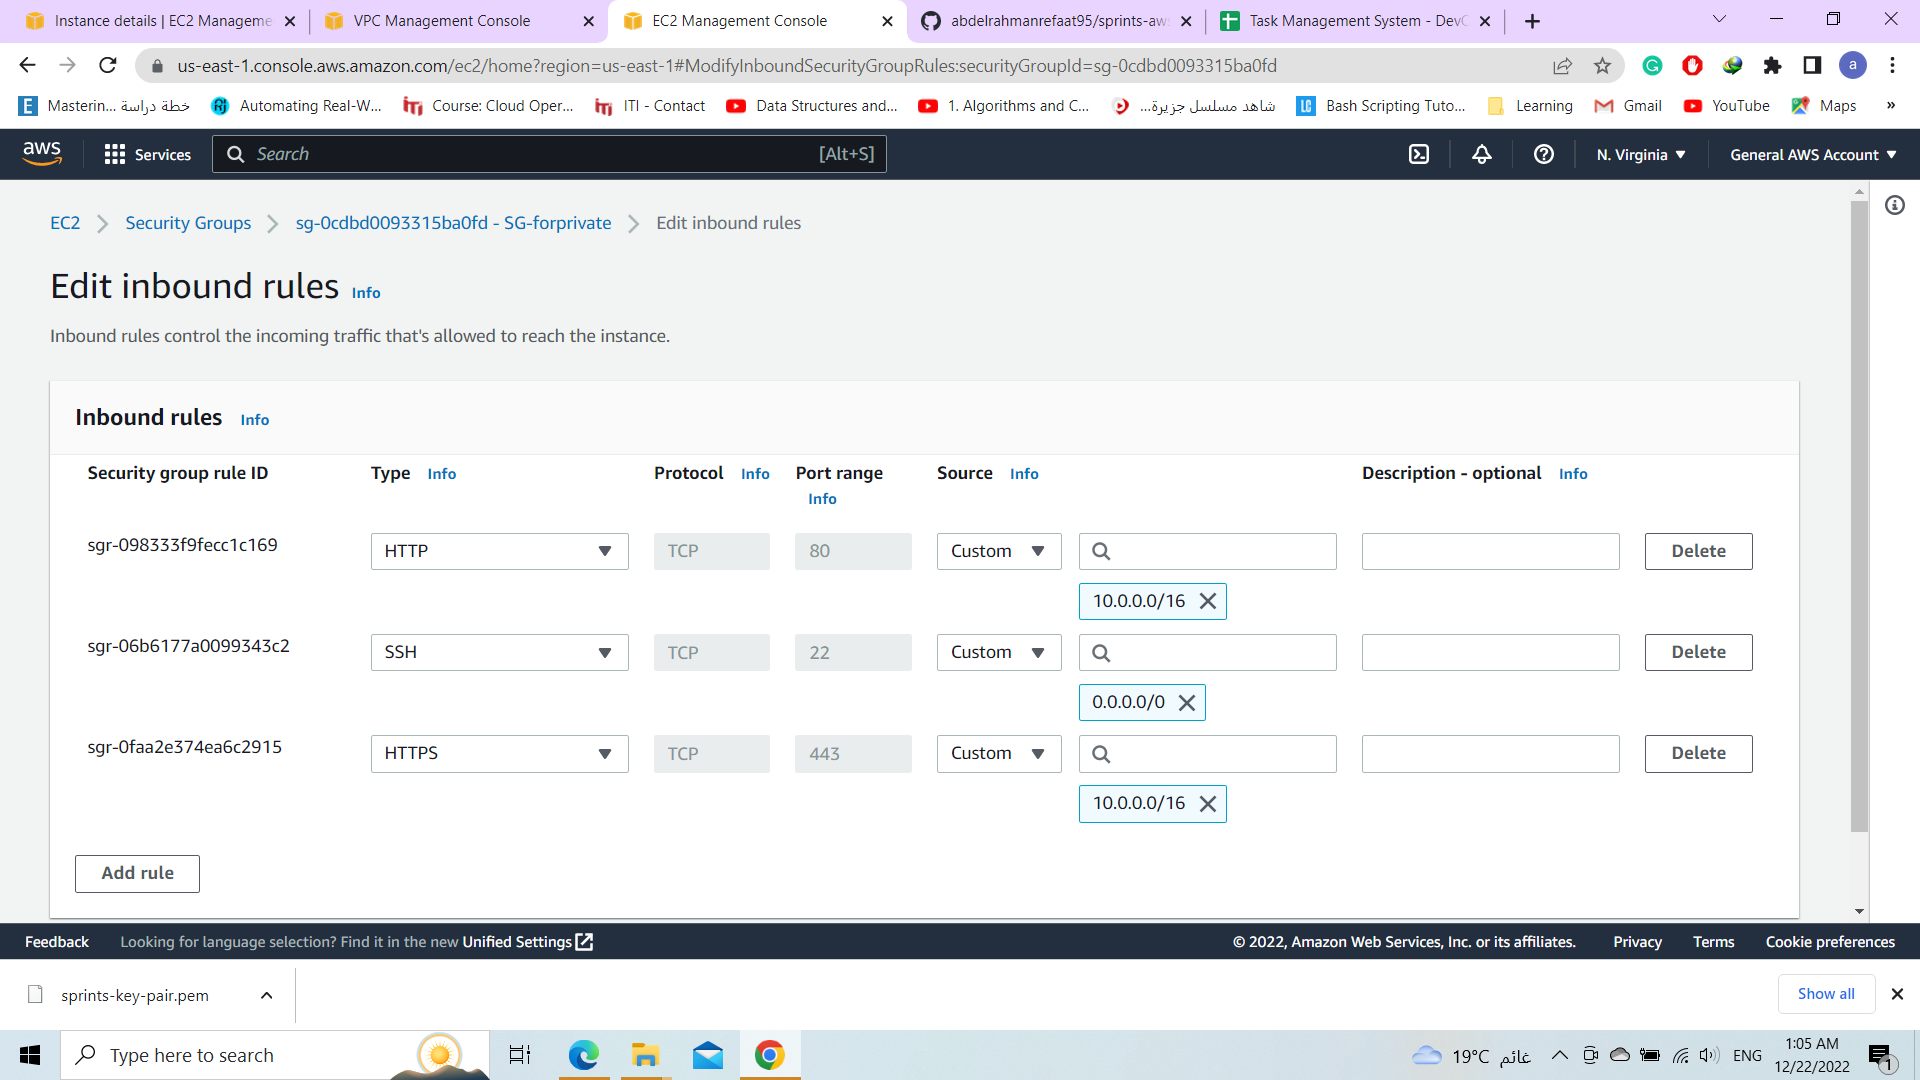 Instance details | EC2 Manageme
VPC Management Console
EC2 Management Console
abdelrahmanrefaat95/sprints-aws
Task Management System - DevO
us-east-1.console.aws.amazon.com/ec2/home?region=us-east-1#ModifyInboundSecurityGroupRules:securityGroupId=sg-0cdbd0093315ba0fd
a
Masterin... خطة دراسة
Automating Real-W...
Course: Cloud Oper...
ITI - Contact
Data Structures and...
1. Algorithms and C...
شاهد مسلسل جزيرة...
LC Bash Scripting Tuto...
Learning
Gmail
YouTube
Maps
»
aws
Services
Search [Alt+S]
N. Virginia
General AWS Account
EC2 > Security Groups > sg-0cdbd0093315ba0fd - SG-forprivate > Edit inbound rules
Edit inbound rules Info
Inbound rules control the incoming traffic that's allowed to reach the instance.
Inbound rules Info
Security group rule ID Type Info Protocol Info Port range Source Info Description - optional Info
Info
sgr-098333f9fecc1c169 HTTP TCP 80 Custom Delete
10.0.0.0/16
sgr-06b6177a0099343c2 SSH TCP 22 Custom Delete
0.0.0.0/0
sgr-0faa2e374ea6c2915 HTTPS TCP 443 Custom Delete
10.0.0.0/16
Add rule
Feedback Looking for language selection? Find it in the new Unified Settings © 2022, Amazon Web Services, Inc. or its affiliates. Privacy Terms Cookie preferences
sprints-key-pair.pem
Show all
Type here to search
19°C غائم
ENG
1:05 AM
12/22/2022
1